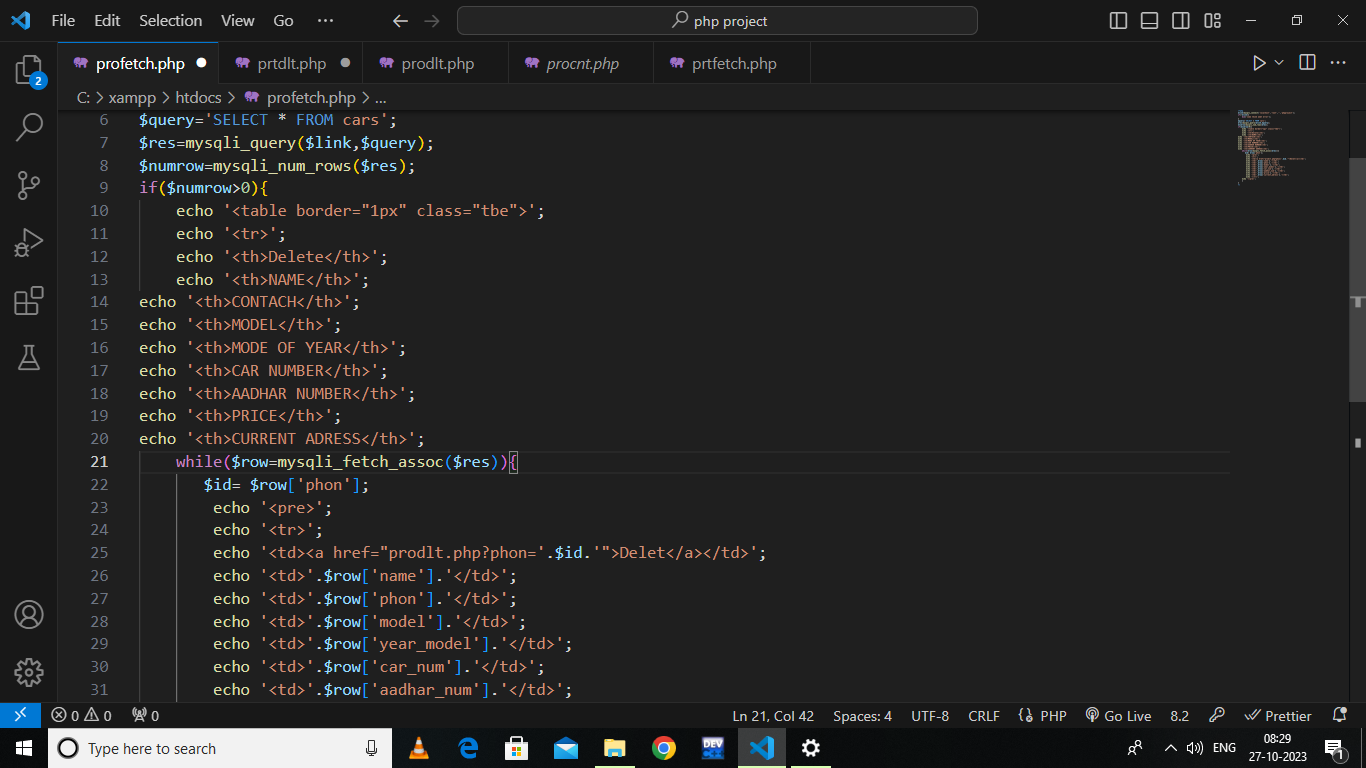 File Edit Selection View Go ··· php project
profetch.php prtdlt.php prodlt.php procnt.php prtfetch.php
C: > xampp > htdocs > profetch.php > ...
6 $query='SELECT * FROM cars';
7 $res=mysqli_query($link,$query);
8 $numrow=mysqli_num_rows($res);
9 if($numrow>0){
10 echo '<table border="1px" class="tbe">';
11 echo '<tr>';
12 echo '<th>Delete</th>';
13 echo '<th>NAME</th>';
14 echo '<th>CONTACH</th>';
15 echo '<th>MODEL</th>';
16 echo '<th>MODE OF YEAR</th>';
17 echo '<th>CAR NUMBER</th>';
18 echo '<th>AADHAR NUMBER</th>';
19 echo '<th>PRICE</th>';
20 echo '<th>CURRENT ADRESS</th>';
21 while($row=mysqli_fetch_assoc($res)){
22 $id= $row['phon'];
23 echo '<pre>';
24 echo '<tr>';
25 echo '<td><a href="prodlt.php?phon='.$id.'">Delet</a></td>';
26 echo '<td>'.$row['name'].'</td>';
27 echo '<td>'.$row['phon'].'</td>';
28 echo '<td>'.$row['model'].'</td>';
29 echo '<td>'.$row['year_model'].'</td>';
30 echo '<td>'.$row['car_num'].'</td>';
31 echo '<td>'.$row['aadhar_num'].'</td>';
2
0 0 0 Ln 21, Col 42 Spaces: 4 UTF-8 CRLF {} PHP Go Live 8.2 Prettier
Type here to search DEV ENG 08:29
27-10-2023 1